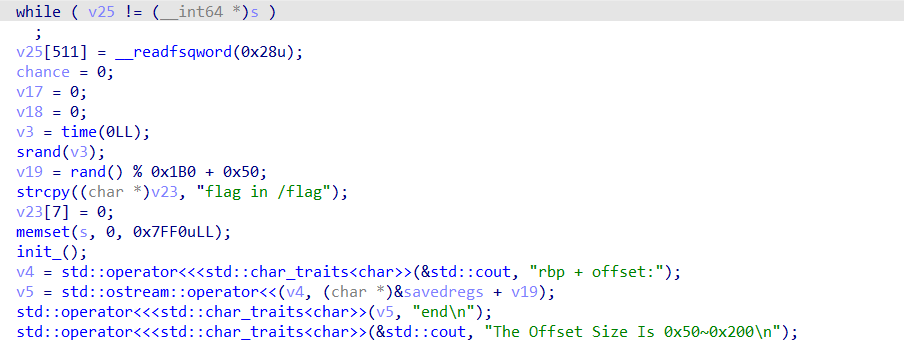 while ( v25 != (__int64 *)s )
;
v25[511] = __readfsqword(0x28u);
chance = 0;
v17 = 0;
v18 = 0;
v3 = time(0LL);
srand(v3);
v19 = rand() % 0x1B0 + 0x50;
strcpy((char *)v23, "flag in /flag");
v23[7] = 0;
memset(s, 0, 0x7FF0uLL);
init_();
v4 = std::operator<<<std::char_traits<char>>(&std::cout, "rbp + offset:");
v5 = std::ostream::operator<<(v4, (char *)&savedregs + v19);
std::operator<<<std::char_traits<char>>(v5, "end\n");
std::operator<<<std::char_traits<char>>(&std::cout, "The Offset Size Is 0x50~0x200\n");